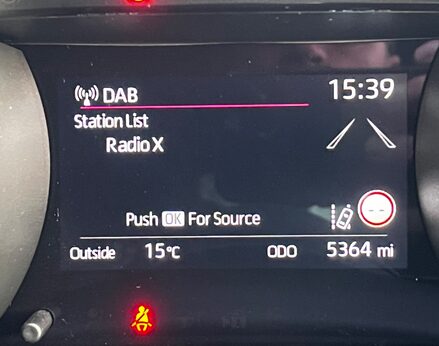 DAB 15:39
Station List
Radio X
Push OK For Source
--
Outside 15°C ODO 5364 mi